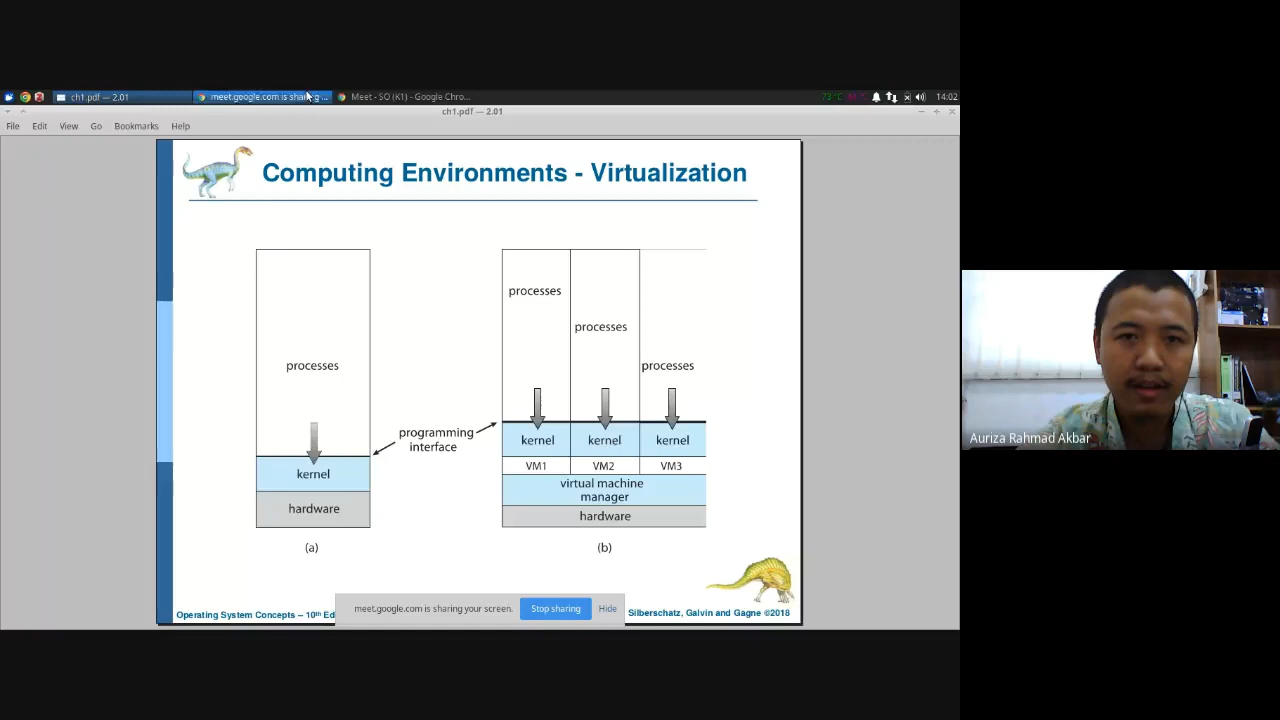 ch1.pdf — 2.01
meet.google.com is sharing ...
Meet - SO (K1) - Google Chro...
14:02
ch1.pdf — 2.01
File Edit View Go Bookmarks Help
Computing Environments - Virtualization
processes
kernel
hardware
(a)
programming
interface
processes
processes
processes
kernel kernel kernel
VM1 VM2 VM3
virtual machine
manager
hardware
(b)
Operating System Concepts – 10th Ed
Silberschatz, Galvin and Gagne ©2018
meet.google.com is sharing your screen.
Stop sharing
Hide
Auriza Rahmad Akbar